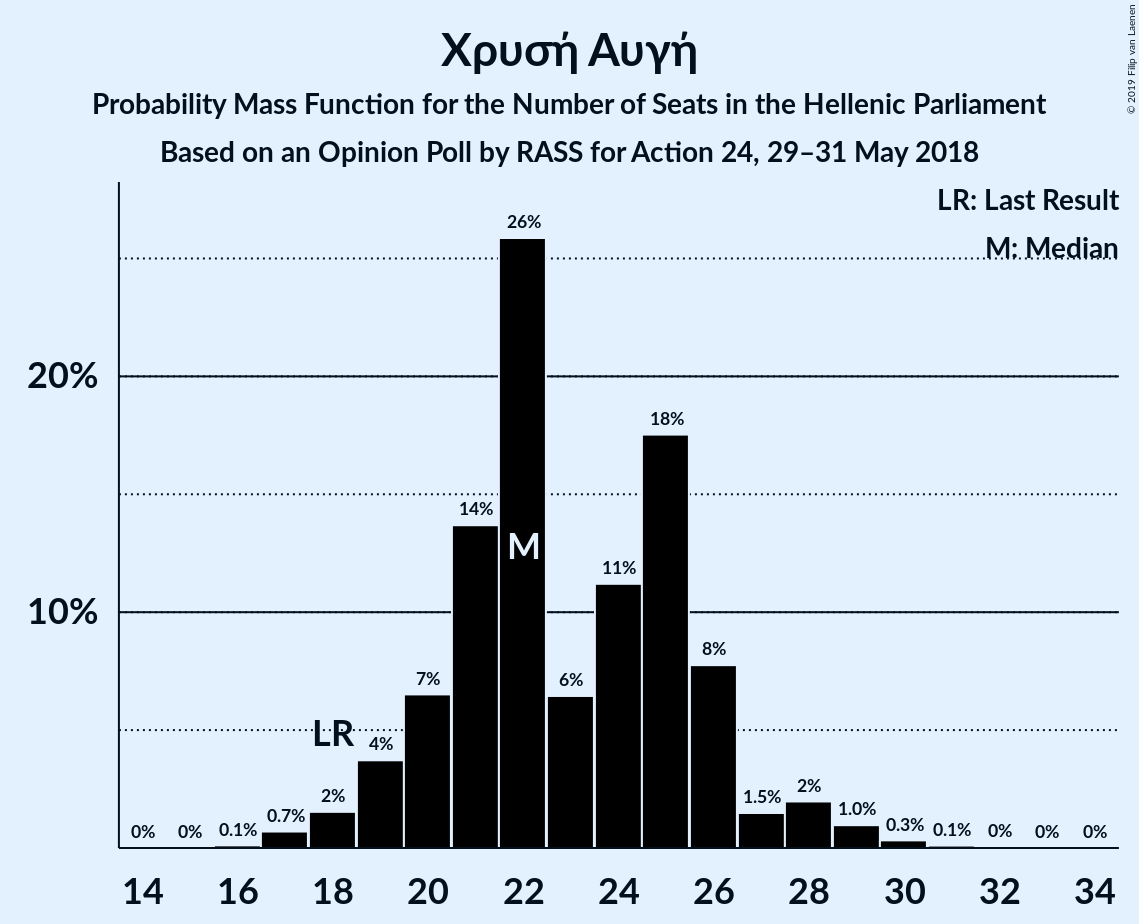 Χρυσή Αυγή
Probability Mass Function for the Number of Seats in the Hellenic Parliament
Based on an Opinion Poll by RASS for Action 24, 29–31 May 2018
© 2019 Filip van Laenen
LR: Last Result
M: Median
20%
10%
0%
0%
0.1%
0.7%
2%
LR
4%
7%
14%
26%
M
6%
11%
18%
8%
1.5%
2%
1.0%
0.3%
0.1%
0%
0%
0%
14 16 18 20 22 24 26 28 30 32 34